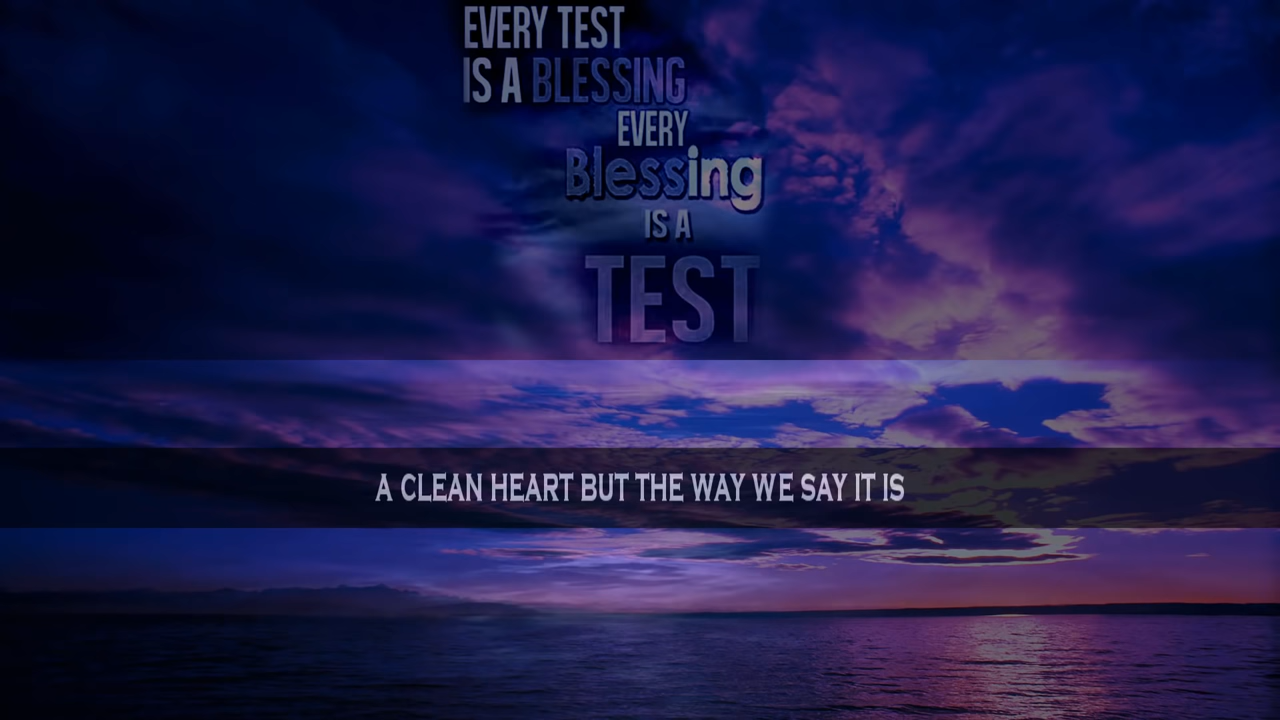 EVERY TEST
IS A BLESSING
EVERY
Blessing
IS A
TEST
A CLEAN HEART BUT THE WAY WE SAY IT IS